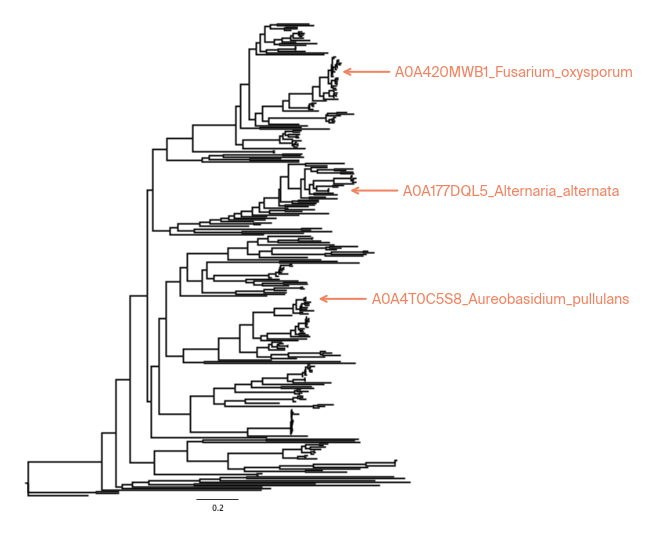 A0A420MWB1_Fusarium_oxysporum
A0A177DQL5_Alternaria_alternata
A0A4T0C5S8_Aureobasidium_pullulans
0.2